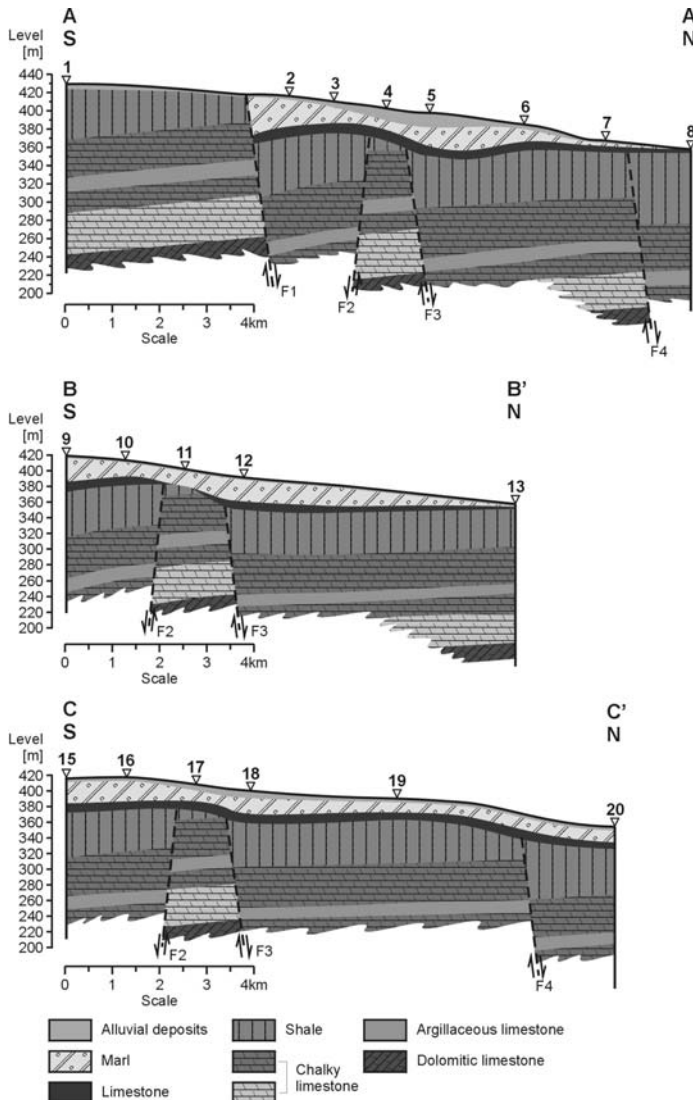 A A
S N
Level
[m]
1 2 3 4 5 6 7 8
440
420
400
380
360
340
320
300
280
260
240
220
200
F1 F2 F3 F4
0 1 2 3 4km
Scale
B B'
S N
Level
[m]
9 10 11 12 13
420
400
380
360
340
320
300
280
260
240
220
200
F2 F3
0 1 2 3 4km
Scale
C C'
S N
Level
[m]
15 16 17 18 19 20
420
400
380
360
340
320
300
280
260
240
220
200
F2 F3 F4
0 1 2 3 4km
Scale
Alluvial deposits Shale Argillaceous limestone
Marl Chalky Dolomitic limestone
Limestone limestone